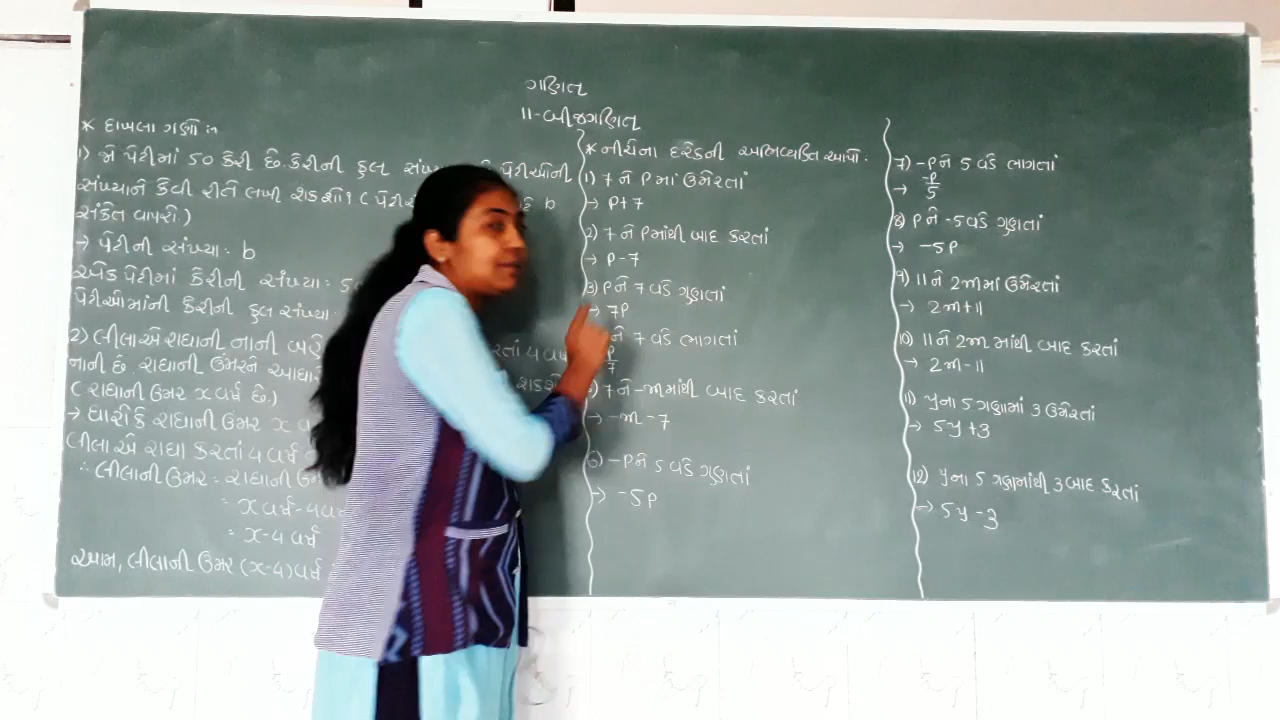 ગણિત
11-બીજગણિત
* દાખલા ગણો :-
1) જો પેટીમાં 50 કેરી છે. કેરીની કુલ પેટીઓની
સંખ્યાને કેવી રીતે લખી શકશો? ( b
સંકેત વાપરો.)
→ પેટીની સંખ્યા : b
એક પેટીમાં કેરીની સંખ્યા :
પેટીઓમાંની કેરીની કુલ સંખ્યા :
2) લીલા એ રાધાની નાની 4
નાની છે. રાધાની ઉંમરને
( રાધાની ઉંમર x વર્ષ છે.)
→ ધારો કે રાધાની ઉંમર x
લીલા એ રાધા કરતાં 4 વર્ષ
∴ લીલાની ઉંમર =
= x વર્ષ - 4
= x - 4 વર્ષ
આમ, લીલાની ઉંમર (x-4) વર્ષ
* નીચેના દરેકની અભિવ્યક્તિ આપો.
1) 7 ને P માં ઉમેરતાં
→ P+7
2) 7 ને P માંથી બાદ કરતાં
→ P-7
3) P ને 7 વડે ગુણતાં
→ 7P
ને 7 વડે ભાગતાં
P/7
7 ને -m માંથી બાદ કરતાં
→ -m-7
6) -P ને 5 વડે ગુણતાં
→ -5P
7) -P ને 5 વડે ભાગતાં
→ -P/5
8) P ને -5 વડે ગુણતાં
→ -5P
9) 11 ને 2m માં ઉમેરતાં
→ 2m+11
10) 11 ને 2m માંથી બાદ કરતાં
→ 2m-11
11) y ના 5 ગણામાં 3 ઉમેરતાં
→ 5y+3
12) y ના 5 ગણામાંથી 3 બાદ કરતાં
→ 5y-3